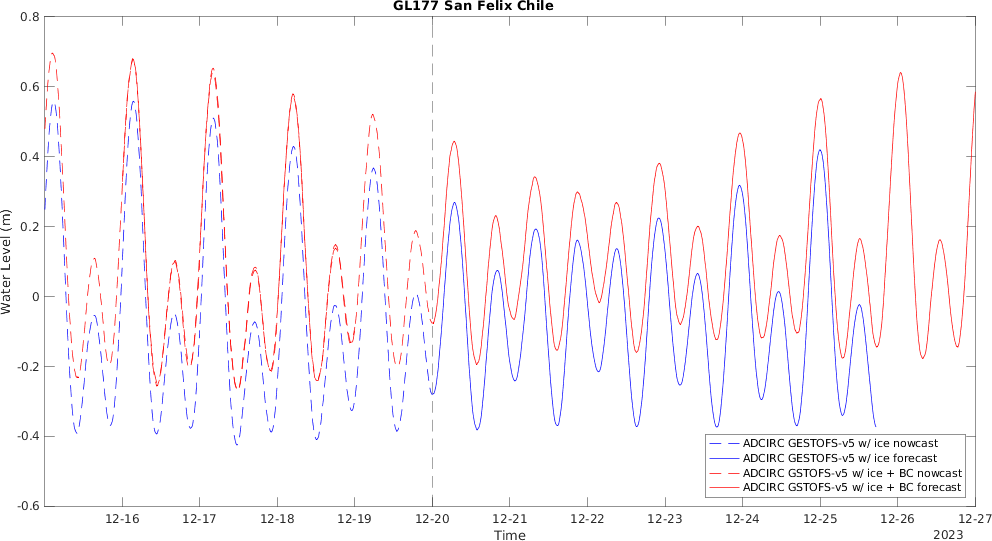 GL177 San Felix Chile
0.8
0.6
0.4
0.2
0
-0.2
-0.4
-0.6
Water Level (m)
12-16 12-17 12-18 12-19 12-20 12-21 12-22 12-23 12-24 12-25 12-26 12-27
Time
2023
ADCIRC GESTOFS-v5 w/ ice nowcast
ADCIRC GESTOFS-v5 w/ ice forecast
ADCIRC GSTOFS-v5 w/ ice + BC nowcast
ADCIRC GSTOFS-v5 w/ ice + BC forecast